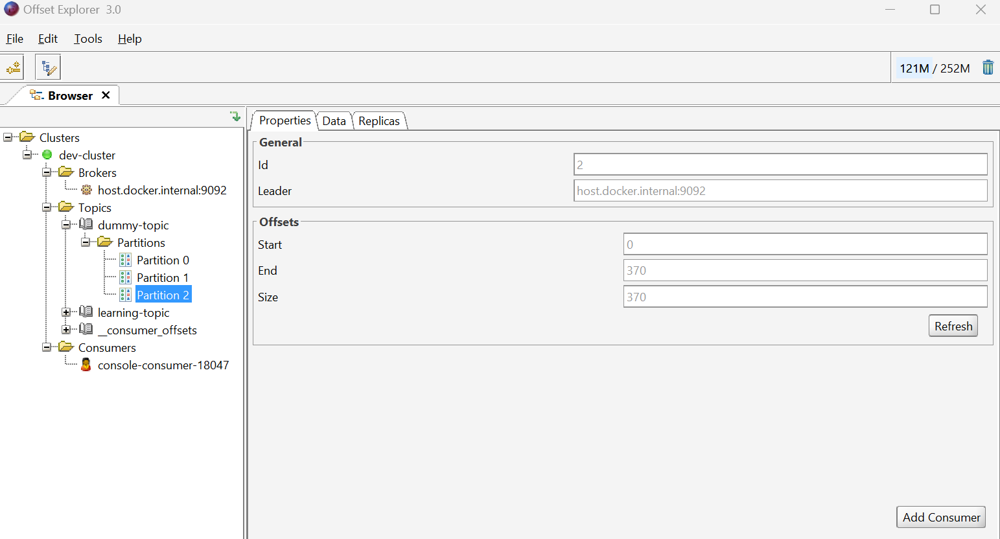 Offset Explorer 3.0
File Edit Tools Help
121M / 252M
Browser
Properties Data Replicas
Clusters
dev-cluster
Brokers
host.docker.internal:9092
Topics
dummy-topic
Partitions
Partition 0
Partition 1
Partition 2
learning-topic
__consumer_offsets
Consumers
console-consumer-18047
General
Id 2
Leader host.docker.internal:9092
Offsets
Start 0
End 370
Size 370
Refresh
Add Consumer